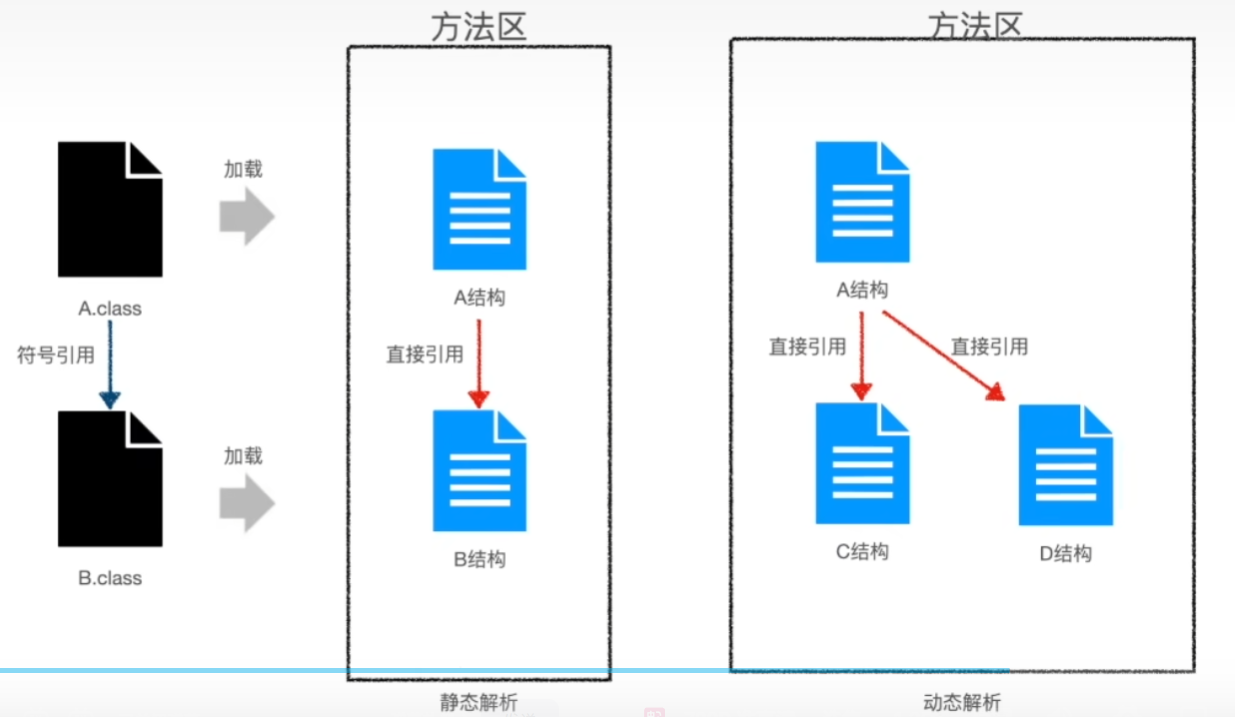 方法区
方法区
加载
A.class
A结构
A结构
符号引用
直接引用
直接引用
直接引用
加载
B.class
B结构
C结构
D结构
静态解析
动态解析